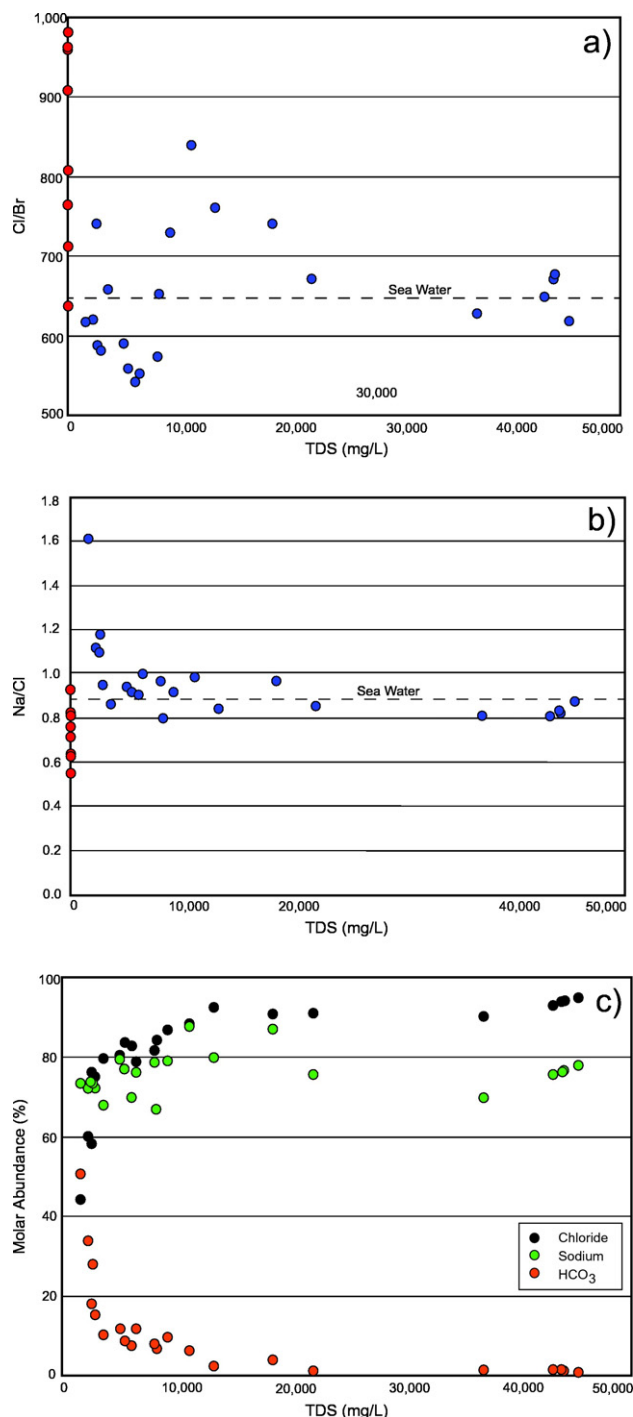 a)
1,000
900
800
700
600
500
Cl/Br
Sea Water
30,000
0
10,000
20,000
30,000
40,000
50,000
TDS (mg/L)
b)
1.8
1.6
1.4
1.2
1.0
0.8
0.6
0.4
0.2
0.0
Na/Cl
Sea Water
0
10,000
20,000
40,000
50,000
TDS (mg/L)
c)
100
80
60
40
20
0
Molar Abundance (%)
Chloride
Sodium
HCO₃
0
10,000
20,000
30,000
40,000
50,000
TDS (mg/L)